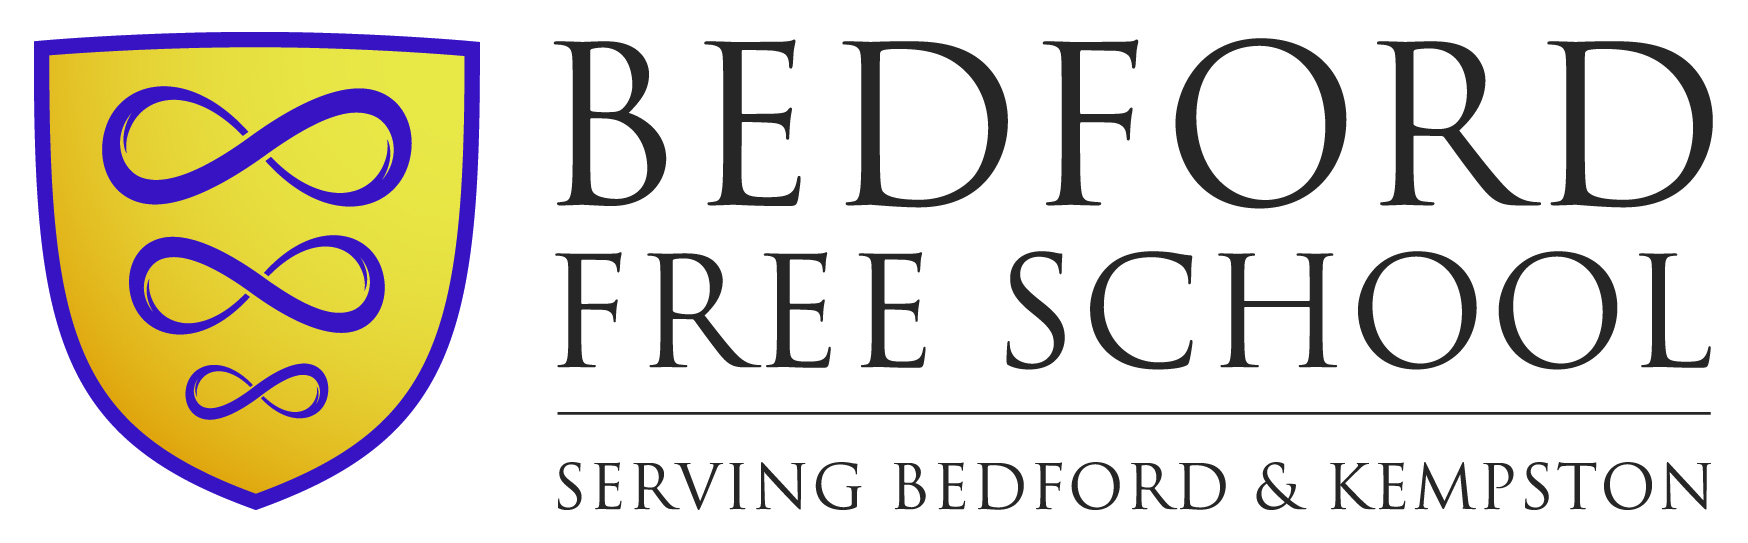 BEDFORD
FREE SCHOOL
SERVING BEDFORD & KEMPSTON